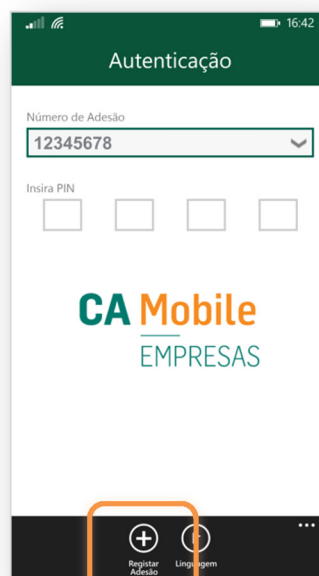 16:42
Autenticação
Número de Adesão
12345678
Insira PIN
CA Mobile
EMPRESAS
Registar
Adesão
Linguagem